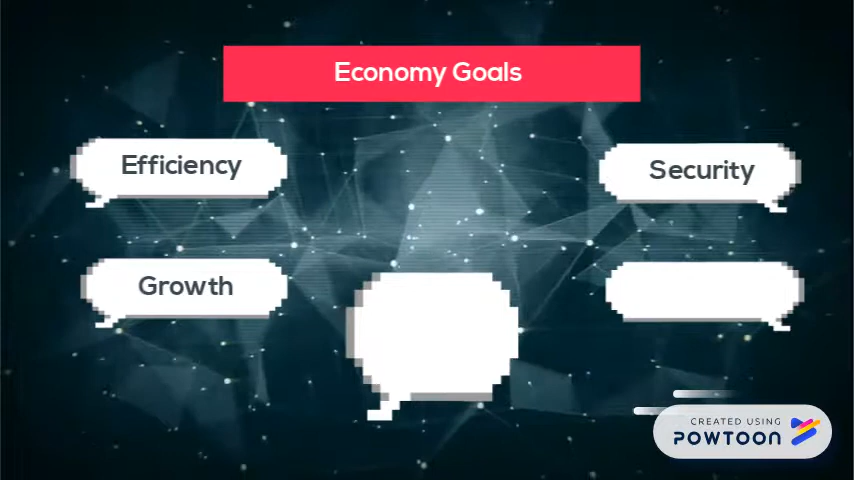 Economy Goals
Efficiency
Security
Growth
CREATED USING
POWTOON